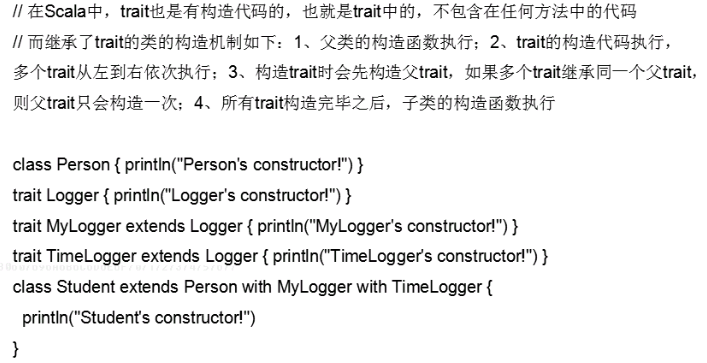 // 在Scala中，trait也是有构造代码的，也就是trait中的，不包含在任何方法中的代码
// 而继承了trait的类的构造机制如下：1、父类的构造函数执行；2、trait的构造代码执行，
多个trait从左到右依次执行；3、构造trait时会先构造父trait，如果多个trait继承同一个父trait，
则父trait只会构造一次；4、所有trait构造完毕之后，子类的构造函数执行
class Person { println("Person's constructor!") }
trait Logger { println("Logger's constructor!") }
trait MyLogger extends Logger { println("MyLogger's constructor!") }
trait TimeLogger extends Logger { println("TimeLogger's constructor!") }
class Student extends Person with MyLogger with TimeLogger {
println("Student's constructor!")
}